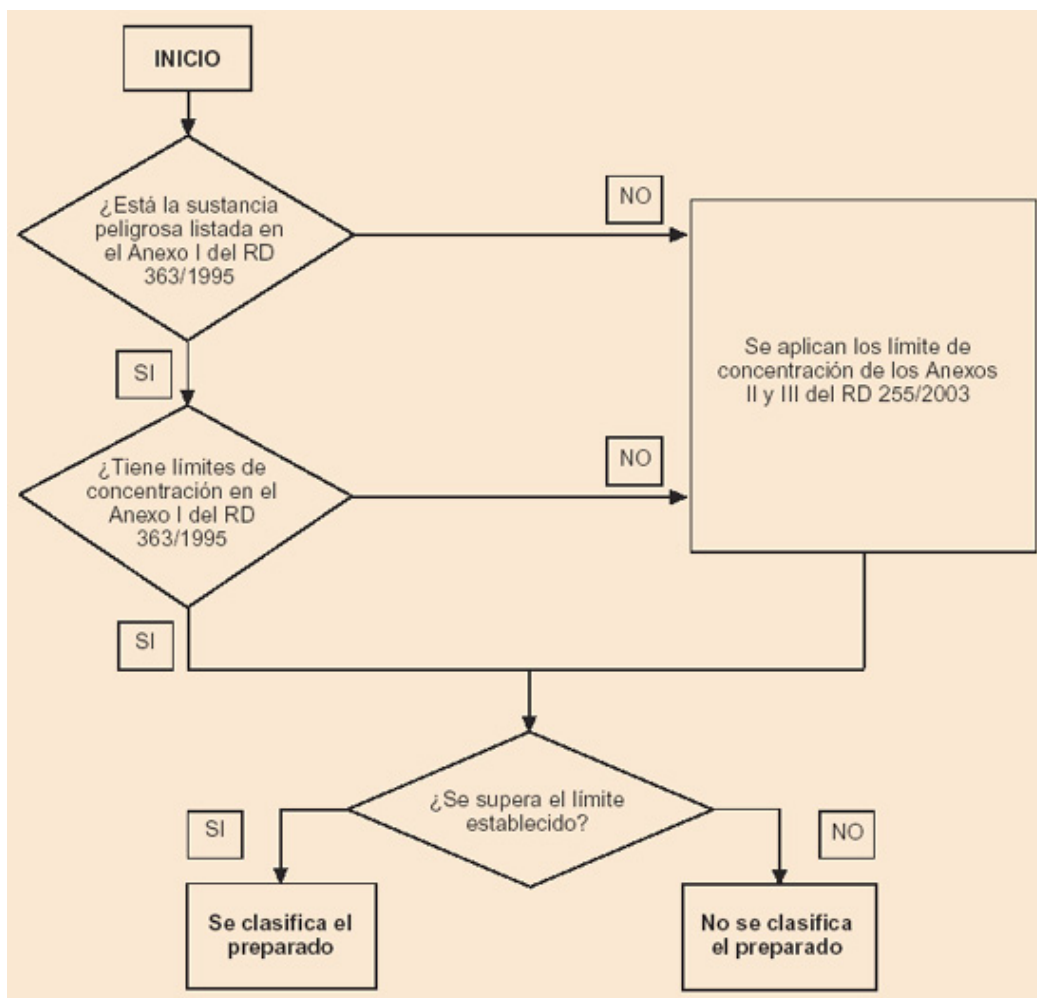 INICIO
¿Está la sustancia
peligrosa listada en
el Anexo I del RD
363/1995
NO
Se aplican los límite de
concentración de los Anexos
II y III del RD 255/2003
SI
¿Tiene límites de
concentración en el
Anexo I del RD
363/1995
NO
SI
¿Se supera el límite
establecido?
SI
NO
Se clasifica el
preparado
No se clasifica
el preparado